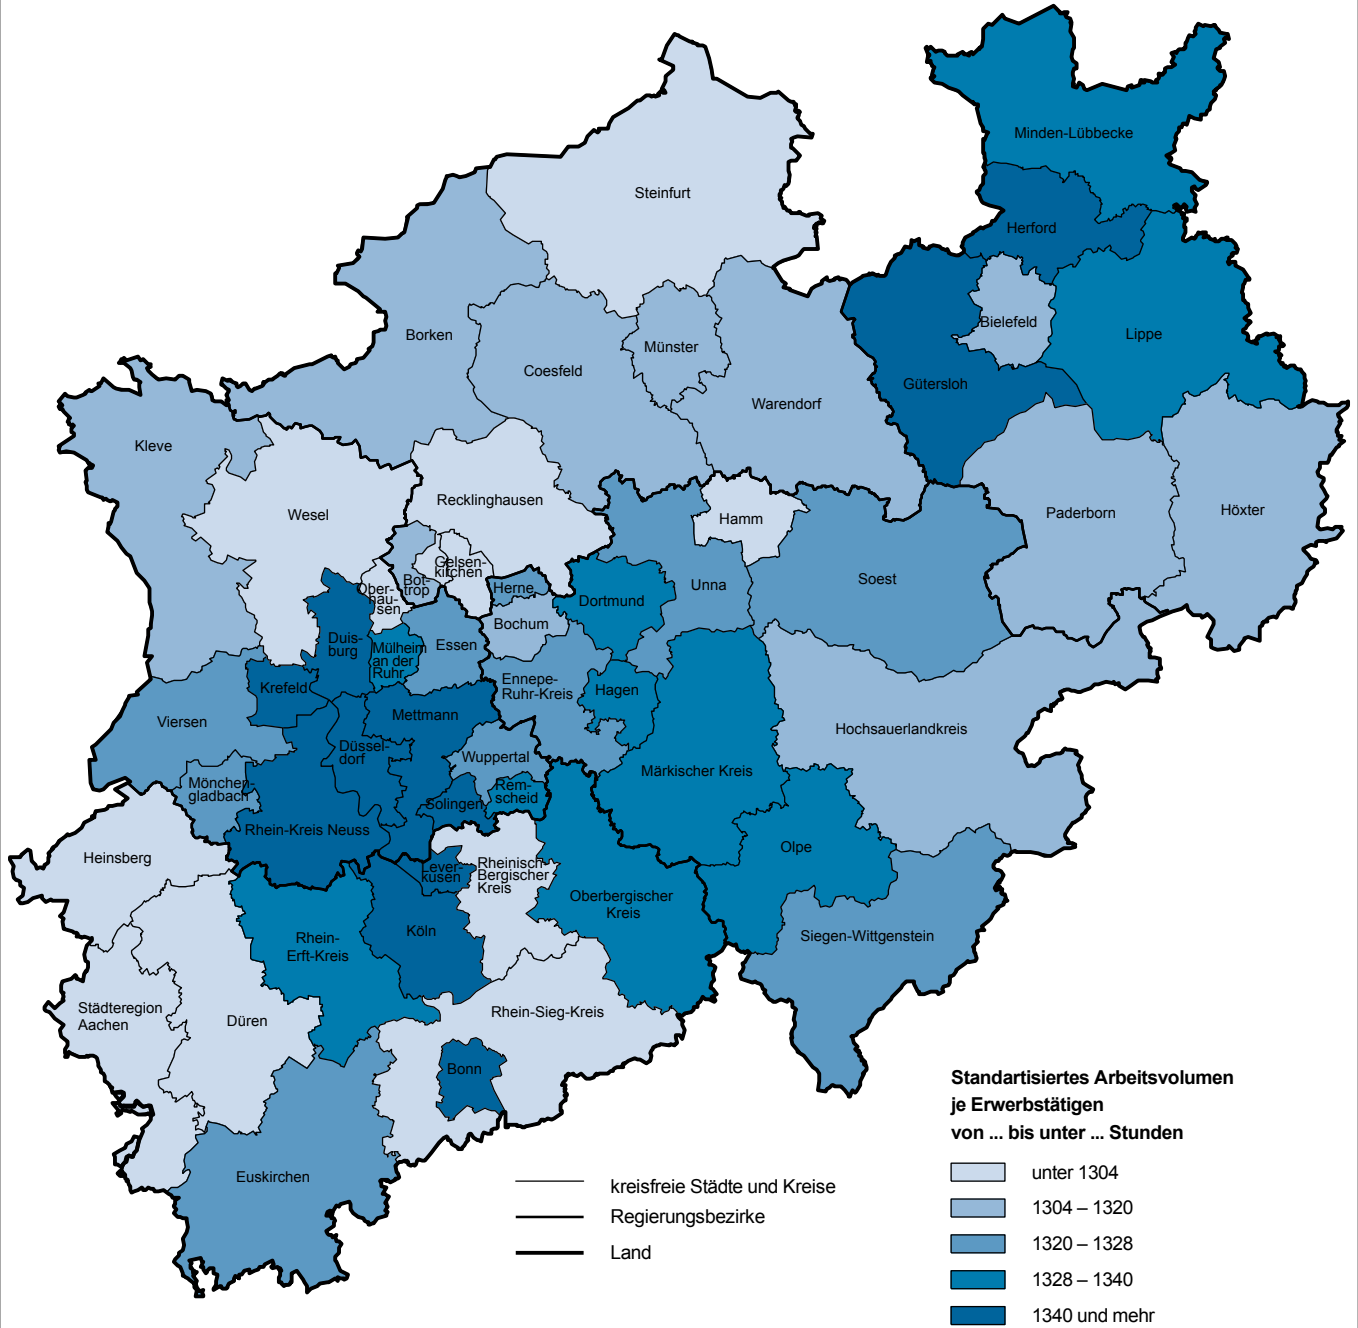 Minden-Lübbecke
Steinfurt
Herford
Bielefeld
Lippe
Borken
Münster
Coesfeld
Gütersloh
Warendorf
Kleve
Recklinghausen
Wesel
Hamm
Paderborn
Höxter
Gelsen-
kirchen
Bot-
trop
Ober-
hau-
sen
Herne
Dortmund
Unna
Soest
Bochum
Duis-
burg
Mülheim
an der
Ruhr
Essen
Krefeld
Ennepe-
Ruhr-Kreis
Hagen
Viersen
Mettmann
Hochsauerlandkreis
Düssel-
dorf
Wuppertal
Märkischer Kreis
Mönchen-
gladbach
Rem-
scheid
Solingen
Rhein-Kreis Neuss
Olpe
Heinsberg
Lever-
kusen
Rheinisch-
Bergischer
Kreis
Oberbergischer
Kreis
Köln
Rhein-
Erft-Kreis
Siegen-Wittgenstein
Städteregion
Aachen
Düren
Rhein-Sieg-Kreis
Bonn
Euskirchen
kreisfreie Städte und Kreise
Regierungsbezirke
Land
Standartisiertes Arbeitsvolumen
je Erwerbstätigen
von ... bis unter ... Stunden
unter 1304
1304 – 1320
1320 – 1328
1328 – 1340
1340 und mehr